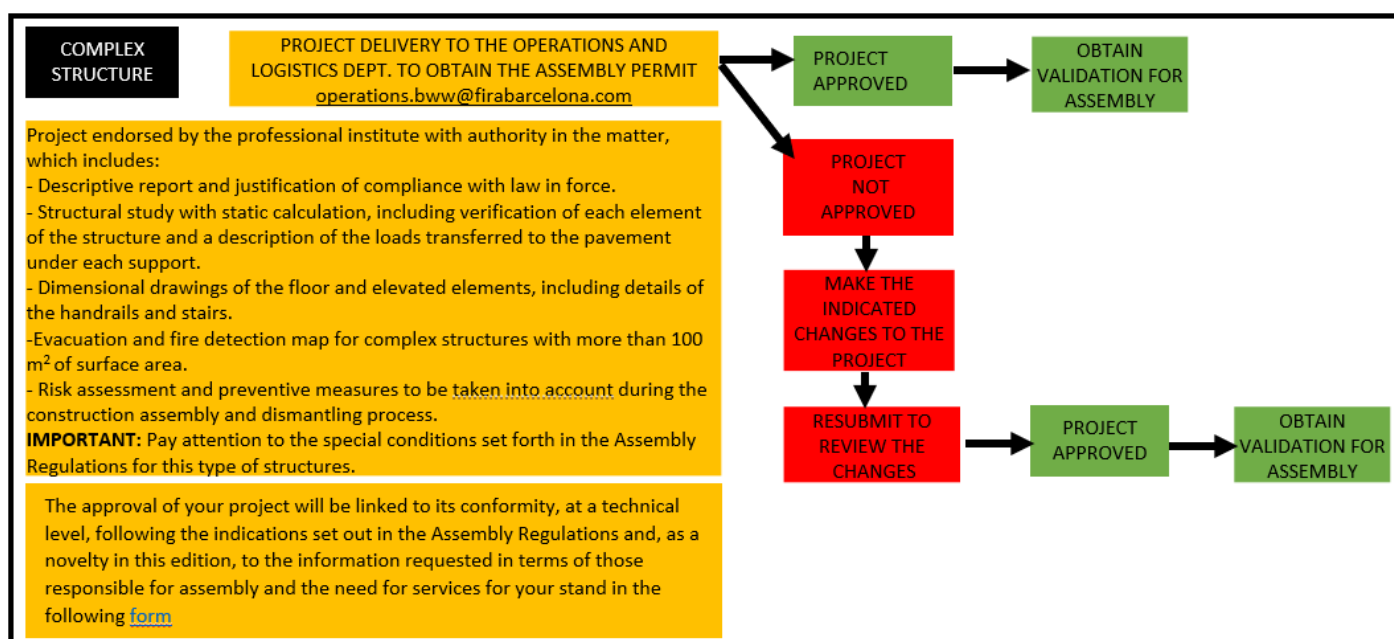 COMPLEX
STRUCTURE
PROJECT DELIVERY TO THE OPERATIONS AND
LOGISTICS DEPT. TO OBTAIN THE ASSEMBLY PERMIT
operations.bww@firabarcelona.com
PROJECT
APPROVED
OBTAIN
VALIDATION FOR
ASSEMBLY
Project endorsed by the professional institute with authority in the matter,
which includes:
- Descriptive report and justification of compliance with law in force.
- Structural study with static calculation, including verification of each element
of the structure and a description of the loads transferred to the pavement
under each support.
- Dimensional drawings of the floor and elevated elements, including details of
the handrails and stairs.
-Evacuation and fire detection map for complex structures with more than 100
m² of surface area.
- Risk assessment and preventive measures to be taken into account during the
construction assembly and dismantling process.
IMPORTANT: Pay attention to the special conditions set forth in the Assembly
Regulations for this type of structures.
PROJECT
NOT
APPROVED
MAKE THE
INDICATED
CHANGES TO THE
PROJECT
RESUBMIT TO
REVIEW THE
CHANGES
PROJECT
APPROVED
OBTAIN
VALIDATION FOR
ASSEMBLY
The approval of your project will be linked to its conformity, at a technical
level, following the indications set out in the Assembly Regulations and, as a
novelty in this edition, to the information requested in terms of those
responsible for assembly and the need for services for your stand in the
following form